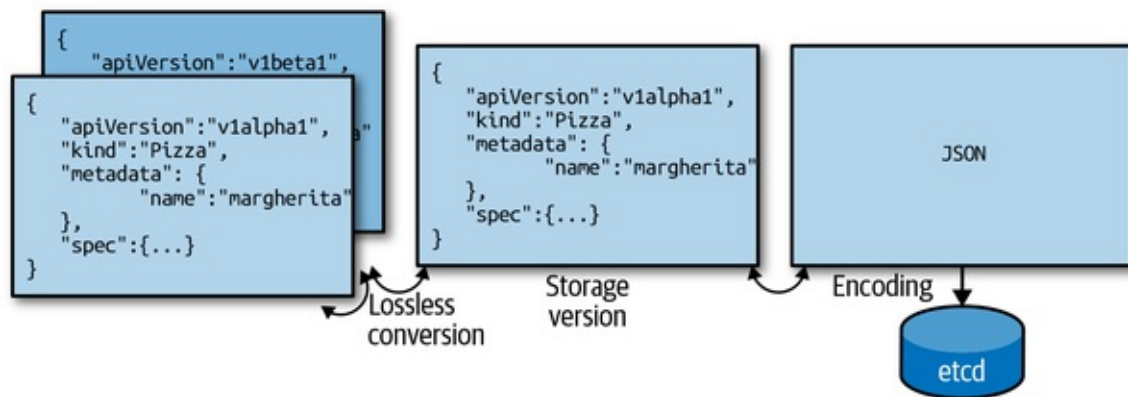 {
"apiVersion":"v1beta1",
{
"apiVersion":"v1alpha1",
"kind":"Pizza",
"metadata": {
"name":"margherita"
},
"spec":{...}
}
{
"apiVersion":"v1alpha1",
"kind":"Pizza",
"metadata": {
"name":"margherita"
},
"spec":{...}
}
JSON
Lossless
conversion
Storage
version
Encoding
etcd